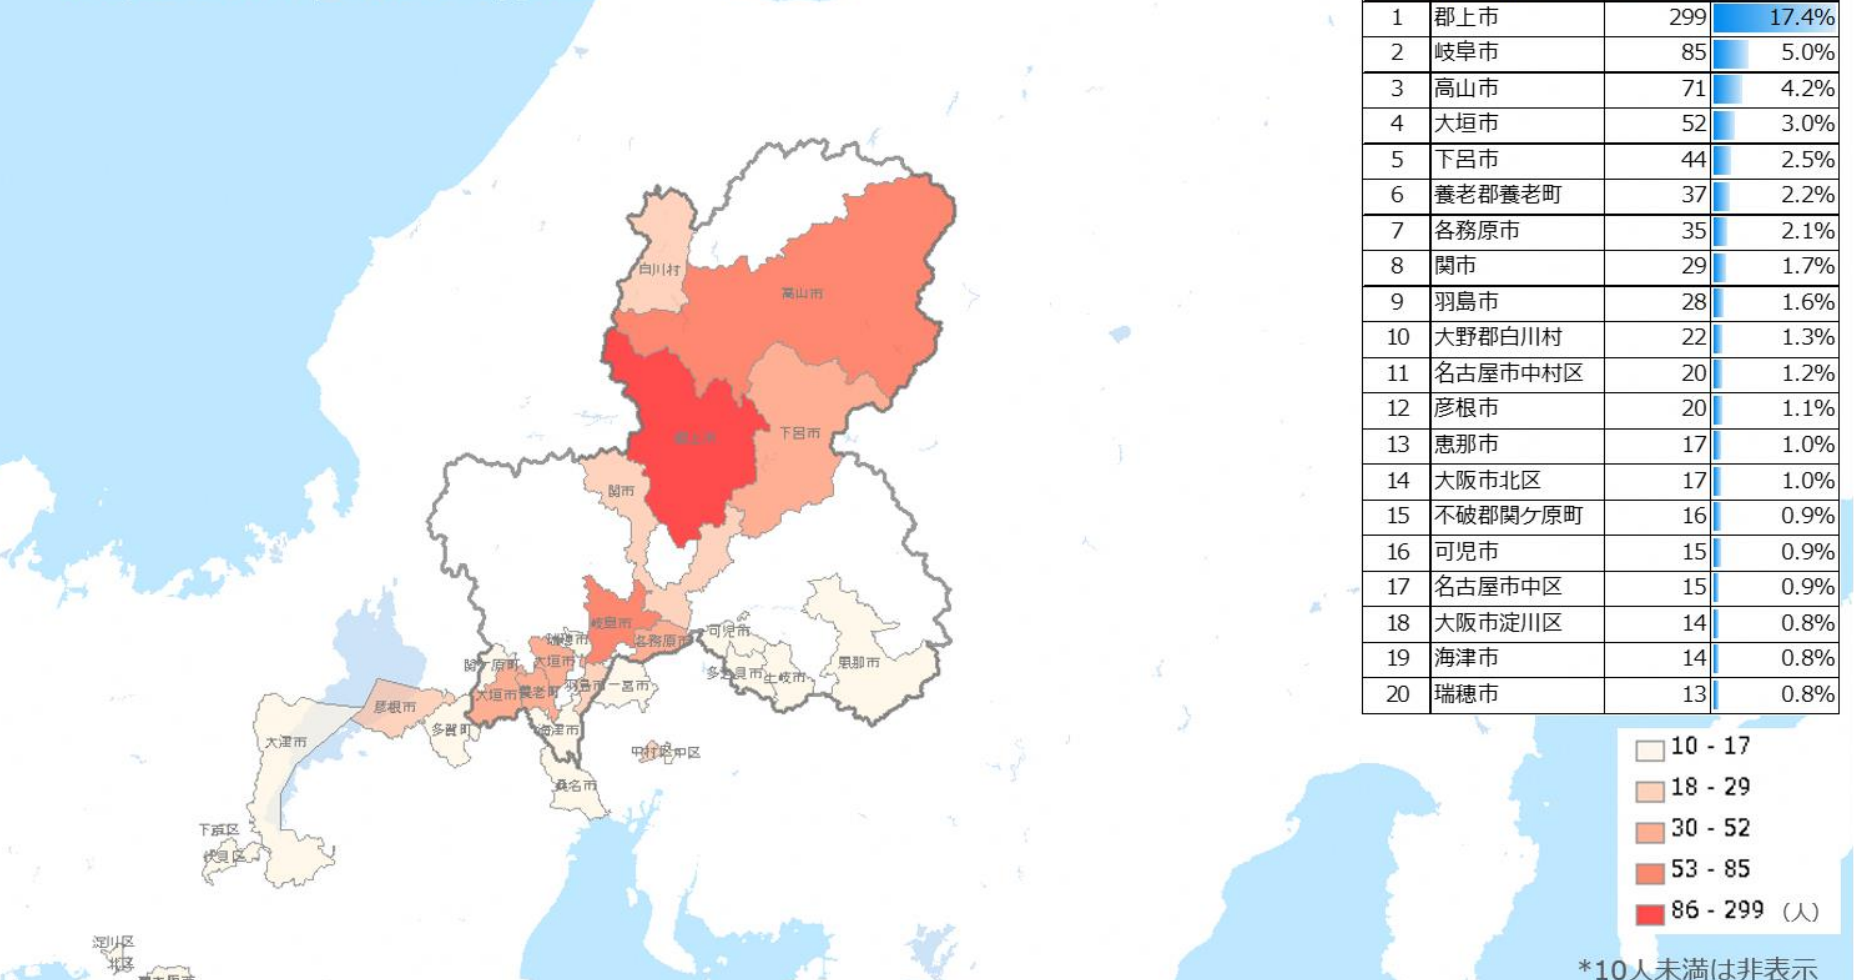 1 郡上市 299 17.4%
2 岐阜市 85 5.0%
3 高山市 71 4.2%
4 大垣市 52 3.0%
5 下呂市 44 2.5%
6 養老郡養老町 37 2.2%
7 各務原市 35 2.1%
8 関市 29 1.7%
9 羽島市 28 1.6%
10 大野郡白川村 22 1.3%
11 名古屋市中村区 20 1.2%
12 彦根市 20 1.1%
13 恵那市 17 1.0%
14 大阪市北区 17 1.0%
15 不破郡関ケ原町 16 0.9%
16 可児市 15 0.9%
17 名古屋市中区 15 0.9%
18 大阪市淀川区 14 0.8%
19 海津市 14 0.8%
20 瑞穂市 13 0.8%
白川村
高山市
郡上市
下呂市
関市
岐阜市
可児市
瑞穂市
各務原市
関ケ原町
大垣市
恵那市
多治見市
土岐市
大垣市
養老町
羽島市
一宮市
彦根市
多賀町
海津市
大津市
中村区
中区
桑名市
下京区
伏見区
淀川区
北区
10 - 17
18 - 29
30 - 52
53 - 85
86 - 299 （人）
*10人未満は非表示